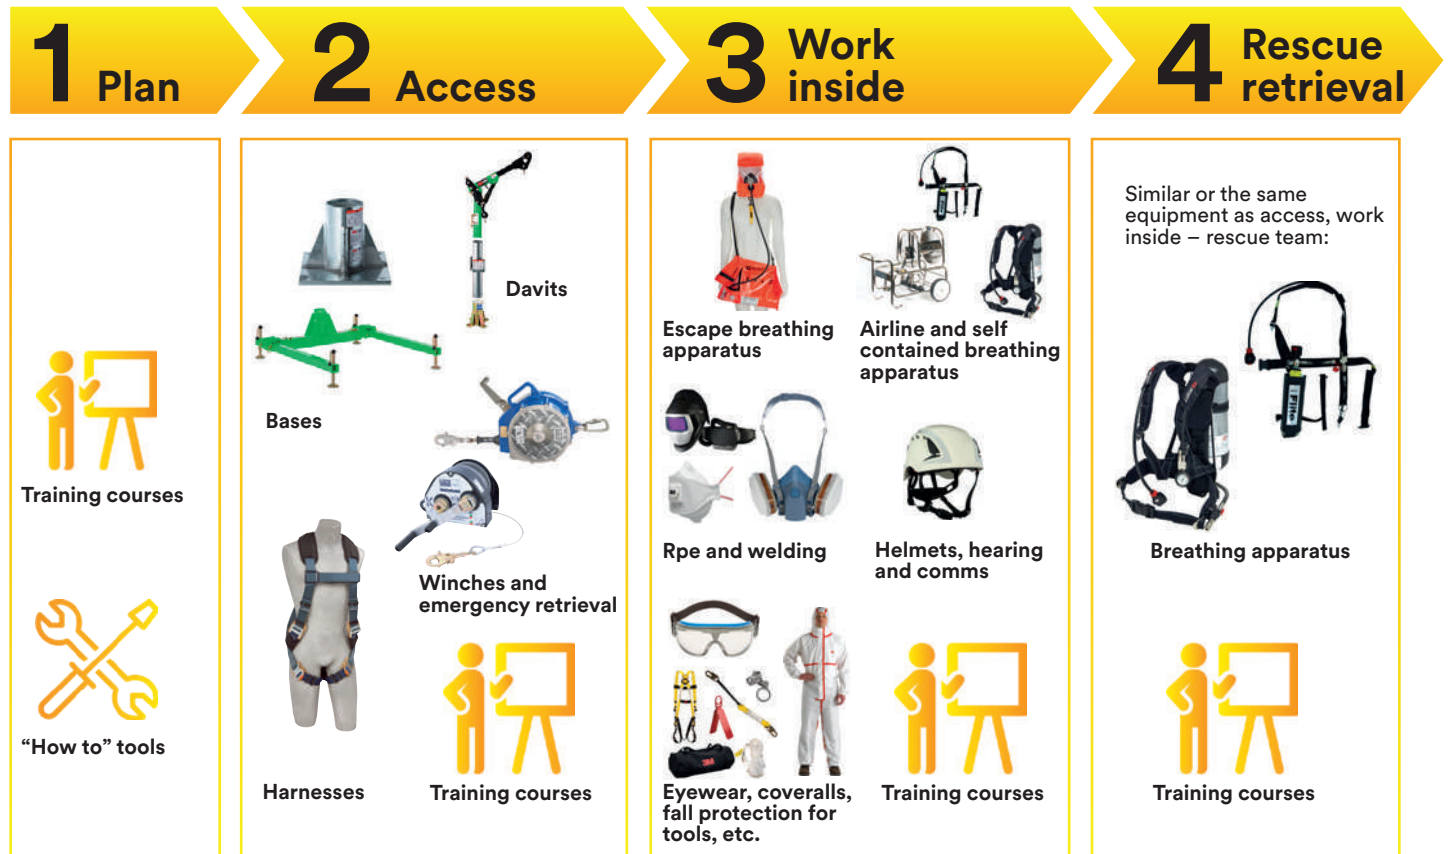 1 Plan
2 Access
3 Work
inside
4 Rescue
retrieval
Training courses
“How to” tools
Davits
Bases
Winches and
emergency retrieval
Harnesses
Training courses
Escape breathing
apparatus
Airline and self
contained breathing
apparatus
Rpe and welding
Helmets, hearing
and comms
3M
Eyewear, coveralls,
fall protection for
tools, etc.
Training courses
Similar or the same
equipment as access, work
inside – rescue team:
Breathing apparatus
Training courses